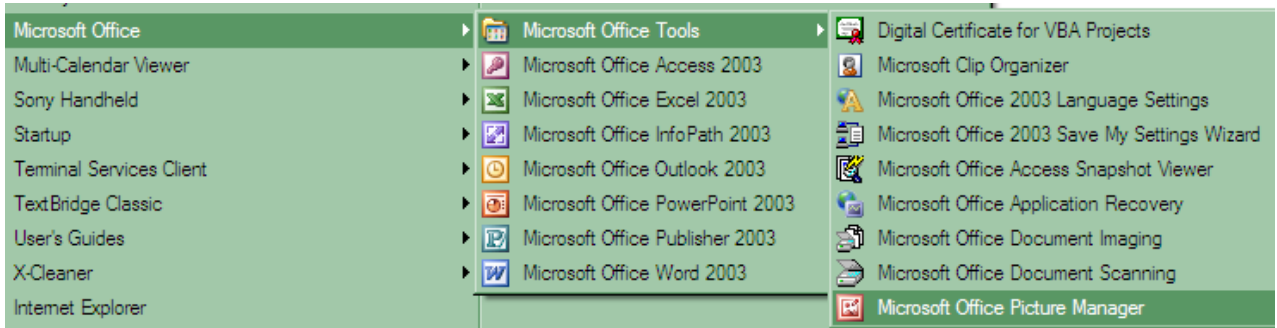 Microsoft Office
Multi-Calendar Viewer
Sony Handheld
Startup
Terminal Services Client
TextBridge Classic
User's Guides
X-Cleaner
Internet Explorer
Microsoft Office Tools
Microsoft Office Access 2003
Microsoft Office Excel 2003
Microsoft Office InfoPath 2003
Microsoft Office Outlook 2003
Microsoft Office PowerPoint 2003
Microsoft Office Publisher 2003
Microsoft Office Word 2003
Digital Certificate for VBA Projects
Microsoft Clip Organizer
Microsoft Office 2003 Language Settings
Microsoft Office 2003 Save My Settings Wizard
Microsoft Office Access Snapshot Viewer
Microsoft Office Application Recovery
Microsoft Office Document Imaging
Microsoft Office Document Scanning
Microsoft Office Picture Manager